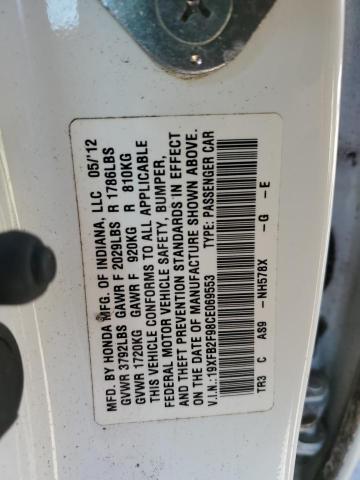 MFD. BY HONDA MFG. OF INDIANA, LLC 05/'12
GVWR 3792LBS GAWR F 2029LBS R 1786LBS
GVWR 1720KG GAWR F 920KG R 810KG
THIS VEHICLE CONFORMS TO ALL APPLICABLE
FEDERAL MOTOR VEHICLE SAFETY, BUMPER,
AND THEFT PREVENTION STANDARDS IN EFFECT
ON THE DATE OF MANUFACTURE SHOWN ABOVE.
V.I.N.:19XFB2F98CE069553 TYPE: PASSENGER CAR
TR3 C AS9 -NH578X -G -E